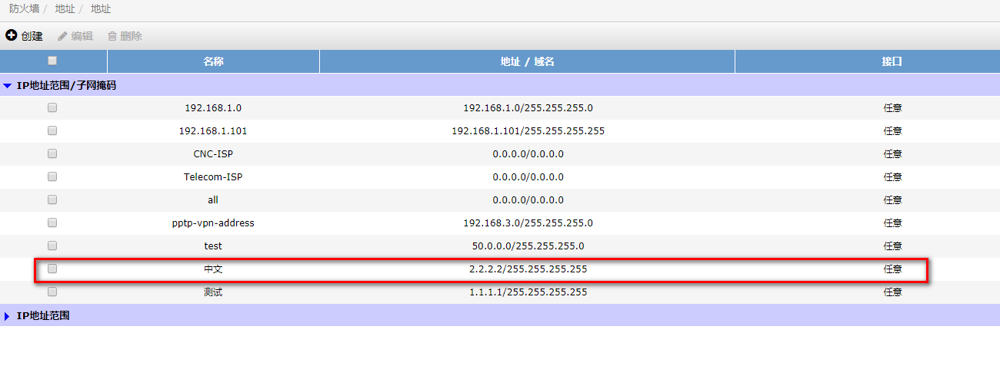 防火墙 / 地址 / 地址
创建 编辑 删除
名称 地址 / 域名 接口
IP地址范围/子网掩码
192.168.1.0 192.168.1.0/255.255.255.0 任意
192.168.1.101 192.168.1.101/255.255.255.255 任意
CNC-ISP 0.0.0.0/0.0.0.0 任意
Telecom-ISP 0.0.0.0/0.0.0.0 任意
all 0.0.0.0/0.0.0.0 任意
pptp-vpn-address 192.168.3.0/255.255.255.0 任意
test 50.0.0.0/255.255.255.0 任意
中文 2.2.2.2/255.255.255.255 任意
测试 1.1.1.1/255.255.255.255 任意
IP地址范围